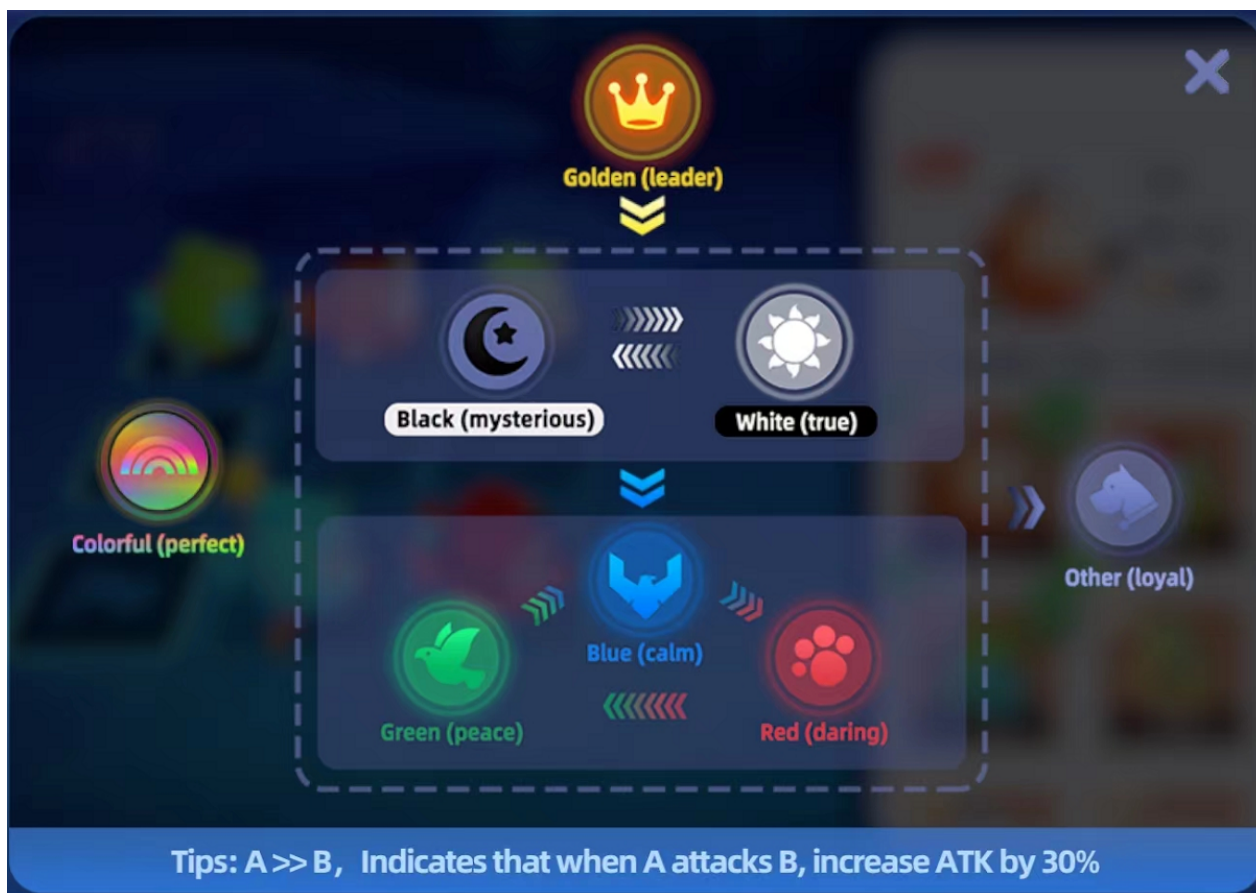 Golden (leader)
Black (mysterious)
White (true)
Colorful (perfect)
Other (loyal)
Blue (calm)
Green (peace)
Red (daring)
Tips: A >> B, Indicates that when A attacks B, increase ATK by 30%